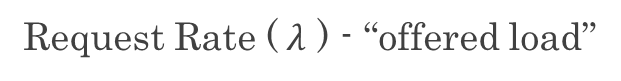 Request Rate ( λ ) - “offered load”